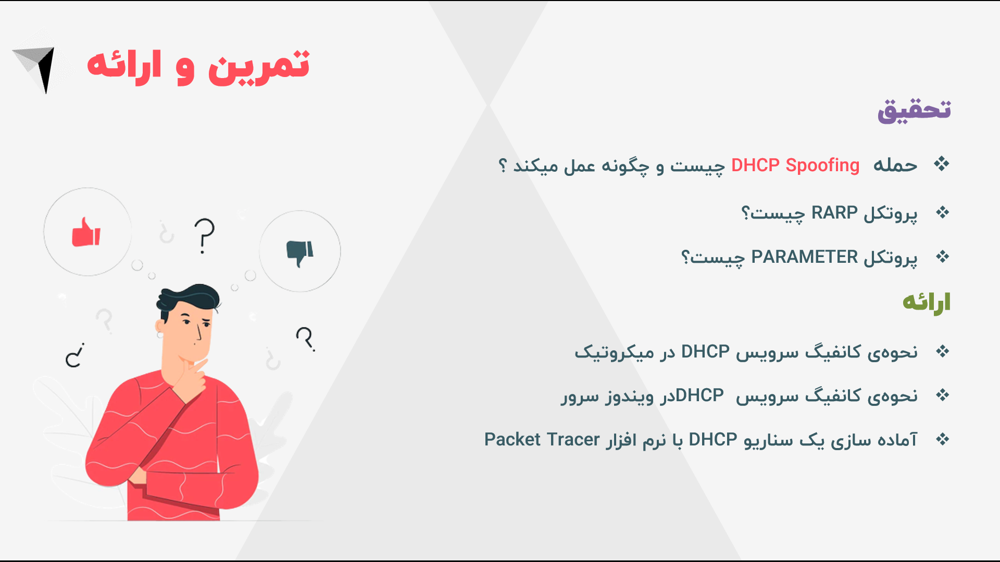 تمرین و ارائه
تحقیق
❖ حمله DHCP Spoofing چیست و چگونه عمل میکند ؟
❖ پروتکل RARP چیست؟
❖ پروتکل PARAMETER چیست؟
ارائه
❖ نحوه‌ی کانفیگ سرویس DHCP در میکروتیک
❖ نحوه‌ی کانفیگ سرویس DHCPدر ویندوز سرور
❖ آماده سازی یک سناریو DHCP با نرم افزار Packet Tracer